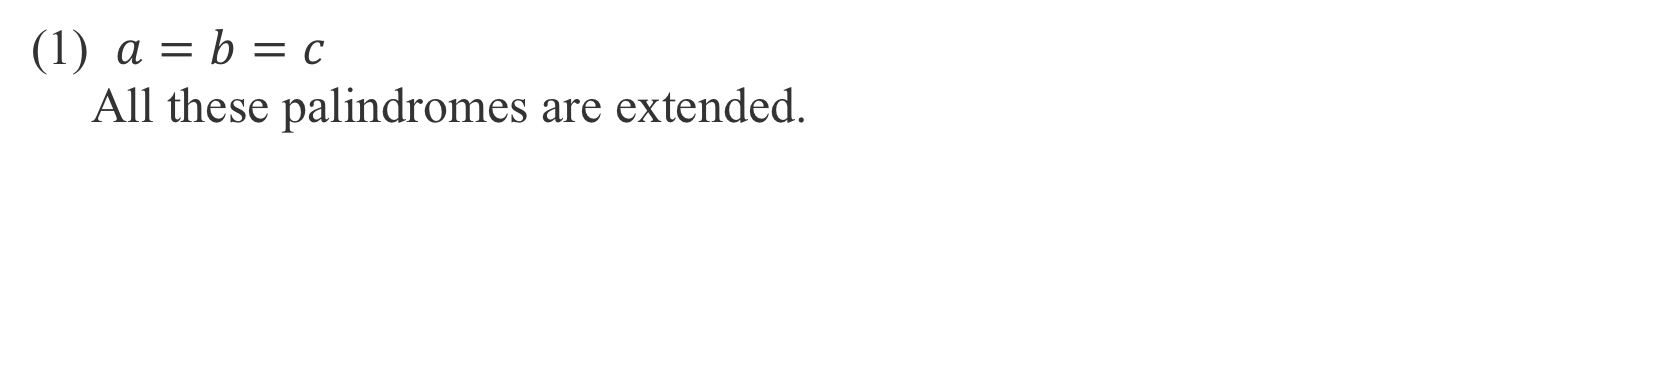 (1) 𝑎 = 𝑏 = 𝑐
All these palindromes are extended.